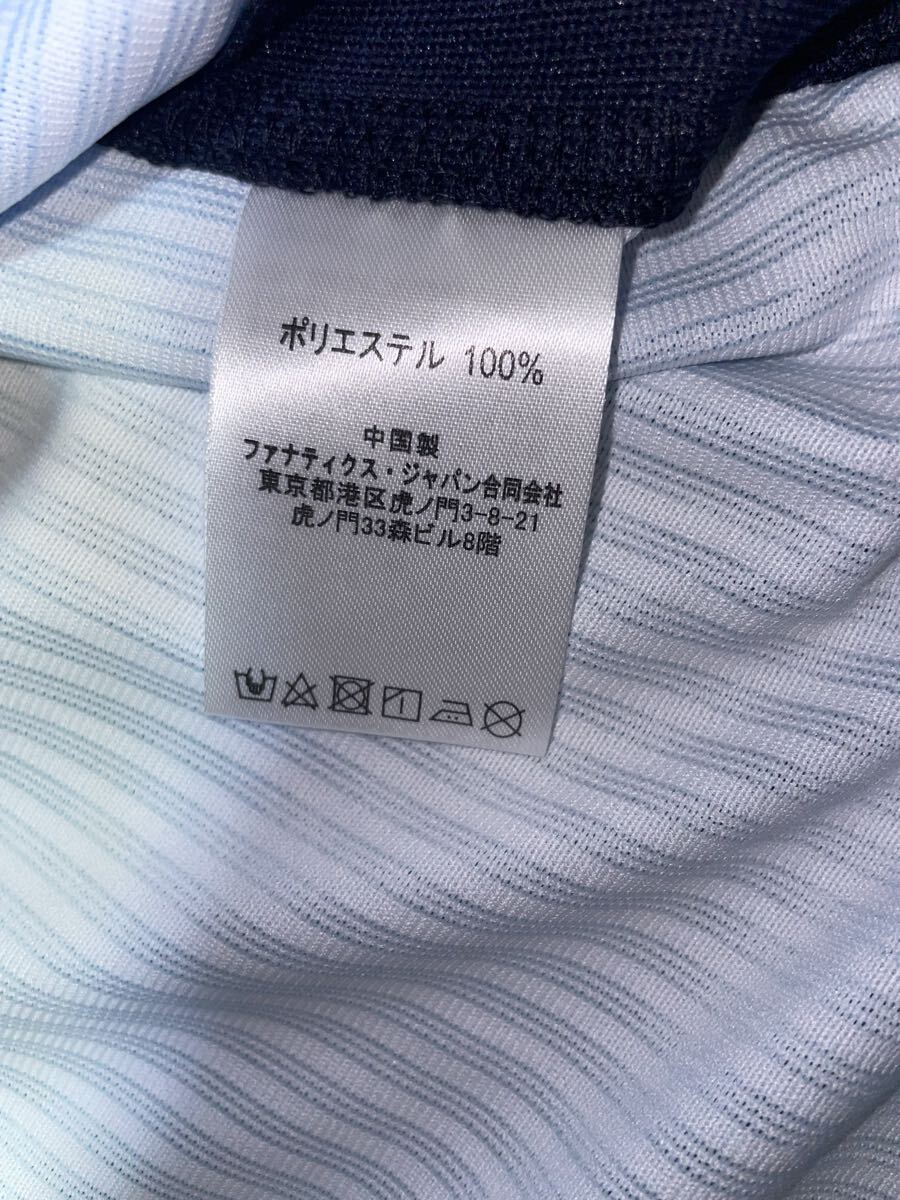 ポリエステル 100%
中国製
ファナティクス・ジャパン合同会社
東京都港区虎ノ門3-8-21
虎ノ門33森ビル8階